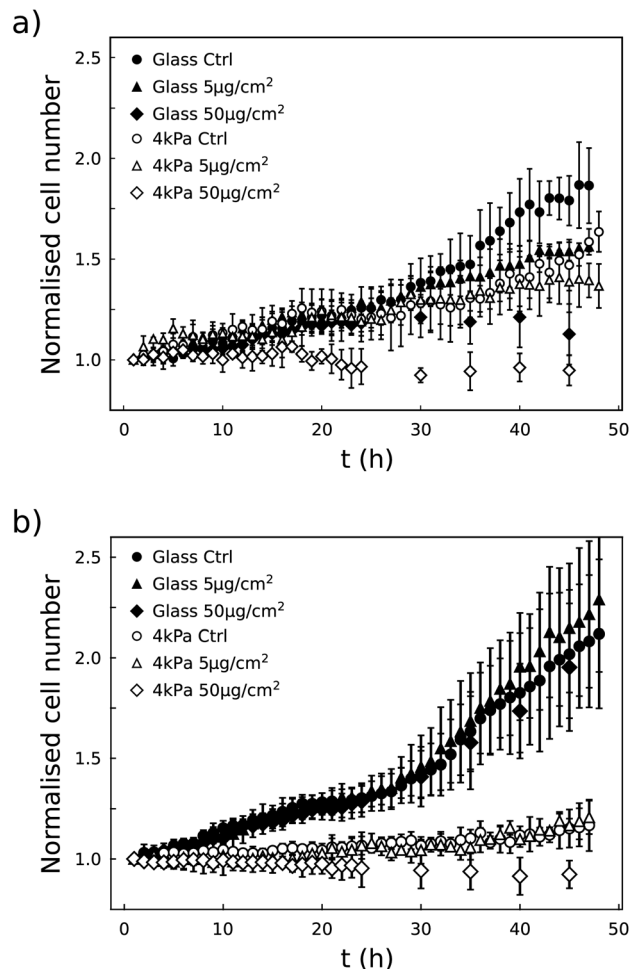 a)
Normalised cell number
2.5
2.0
1.5
1.0
Glass Ctrl
Glass 5µg/cm²
Glass 50µg/cm²
4kPa Ctrl
4kPa 5µg/cm²
4kPa 50µg/cm²
0 10 20 30 40 50
t (h)
b)
Normalised cell number
2.5
2.0
1.5
1.0
Glass Ctrl
Glass 5µg/cm²
Glass 50µg/cm²
4kPa Ctrl
4kPa 5µg/cm²
4kPa 50µg/cm²
0 10 20 30 40 50
t (h)